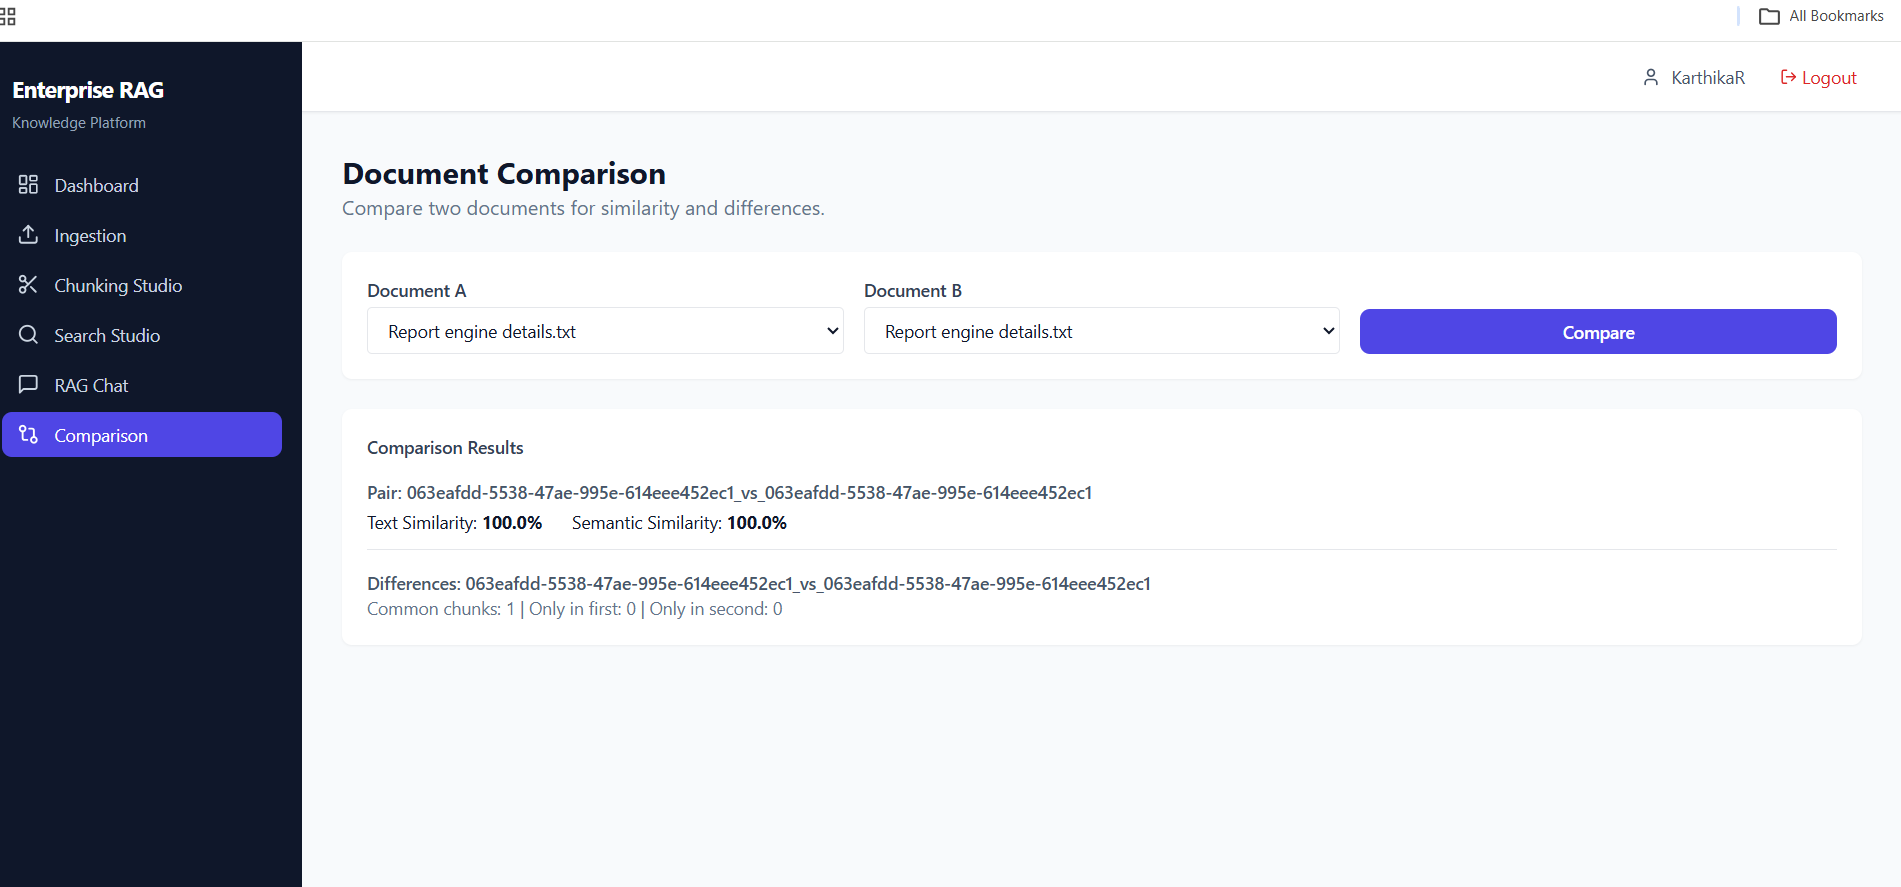 All Bookmarks
Enterprise RAG
Knowledge Platform
KarthikaR
Logout
Dashboard
Ingestion
Chunking Studio
Search Studio
RAG Chat
Comparison
Document Comparison
Compare two documents for similarity and differences.
Document A
Document B
Report engine details.txt
Report engine details.txt
Compare
Comparison Results
Pair: 063eafdd-5538-47ae-995e-614eee452ec1_vs_063eafdd-5538-47ae-995e-614eee452ec1
Text Similarity: 100.0% Semantic Similarity: 100.0%
Differences: 063eafdd-5538-47ae-995e-614eee452ec1_vs_063eafdd-5538-47ae-995e-614eee452ec1
Common chunks: 1 | Only in first: 0 | Only in second: 0